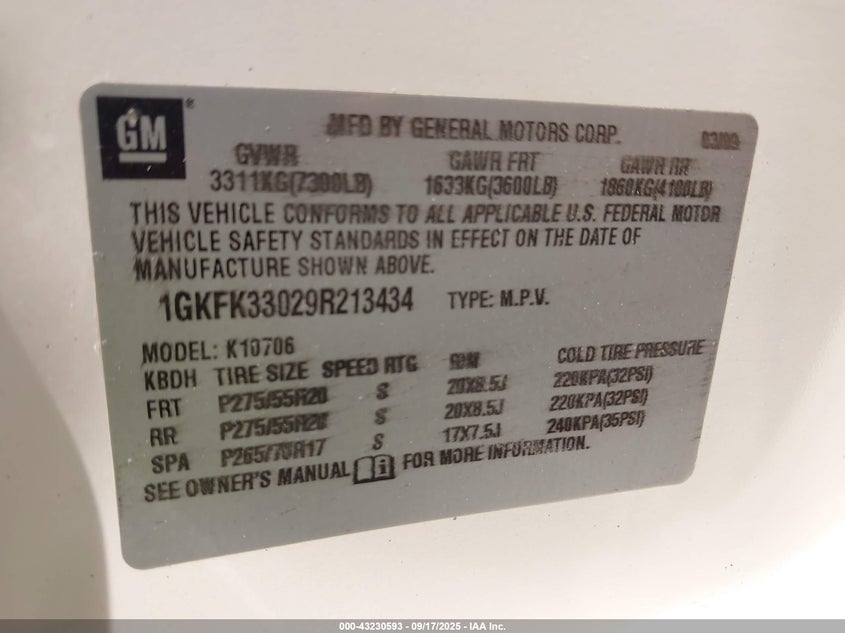 GM ®
MFD BY GENERAL MOTORS CORP. 03/09
GVWR GAWR FRT GAWR RR
3311KG(7300LB) 1633KG(3600LB) 1860KG(4100LB)
THIS VEHICLE CONFORMS TO ALL APPLICABLE U.S. FEDERAL MOTOR
VEHICLE SAFETY STANDARDS IN EFFECT ON THE DATE OF
MANUFACTURE SHOWN ABOVE.
1GKFK33029R213434 TYPE: M.P.V.
MODEL: K10706
KBDH TIRE SIZE SPEED RTG RIM COLD TIRE PRESSURE
FRT P275/55R20 S 20X8.5J 220KPA(32PSI)
RR P275/55R20 S 20X8.5J 220KPA(32PSI)
SPA P265/70R17 S 17X7.5J 240KPA(35PSI)
SEE OWNER'S MANUAL FOR MORE INFORMATION.
000-43230593 - 09/17/2025 - IAA Inc.